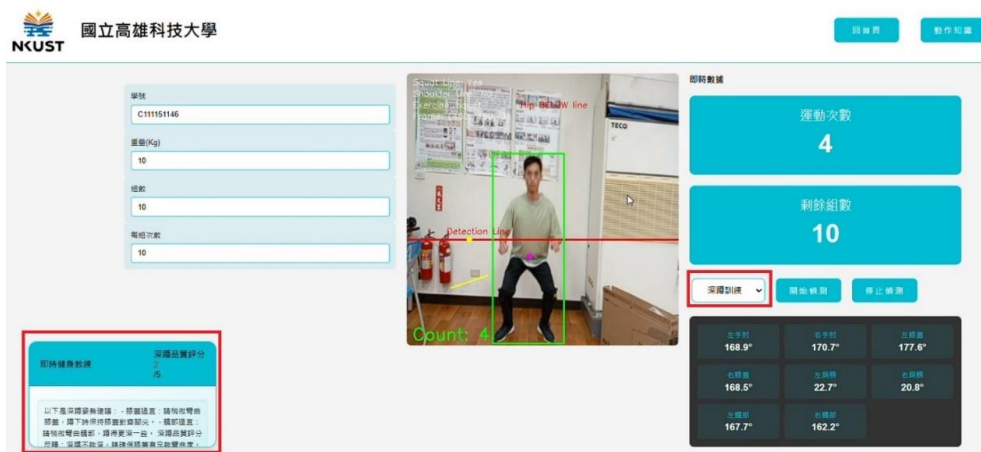 NKUST
國立高雄科技大學
回首頁
動作知識
學號
C111151146
重量(Kg)
10
組數
10
每組次數
10
Squat Line: Yes
Hip BELOW line
TECO
Detection Line
Count: 4
即時數據
運動次數
4
剩餘組數
10
深蹲訓練
開始偵測
停止偵測
左手肘
168.9°
右手肘
170.7°
左膝蓋
177.6°
右膝蓋
168.5°
左肩膀
22.7°
右肩膀
20.8°
左髖部
167.7°
右髖部
162.2°
即時健身教練
深蹲品質評分
2
/5
以下是深蹲姿勢建議：- 膝蓋過直：請稍微彎曲
膝蓋，蹲下時保持膝蓋對齊腳尖。- 髖部過直：
請稍微彎曲髖部，蹲得更深一些。 深蹲品質評分